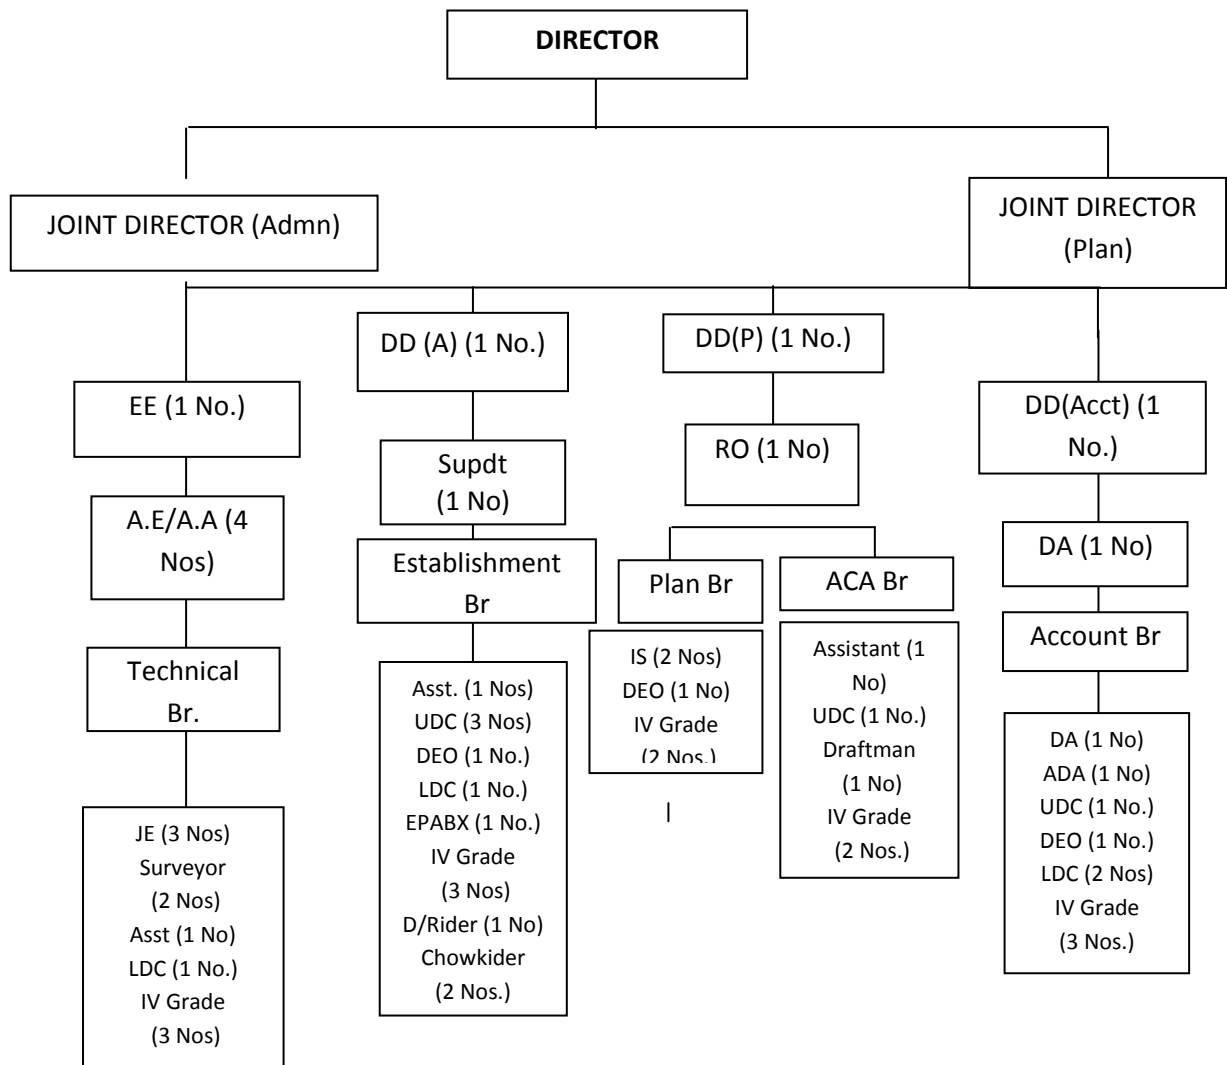 DIRECTOR
JOINT DIRECTOR (Admn)
JOINT DIRECTOR
(Plan)
DD (A) (1 No.)
DD(P) (1 No.)
EE (1 No.)
DD(Acct) (1
No.)
Supdt
(1 No)
RO (1 No)
A.E/A.A (4
Nos)
Establishment
Br
Plan Br
ACA Br
DA (1 No)
Account Br
Technical
Br.
Asst. (1 Nos)
UDC (3 Nos)
DEO (1 No.)
LDC (1 No.)
EPABX (1 No.)
IV Grade
(3 Nos)
D/Rider (1 No)
Chowkider
(2 Nos.)
IS (2 Nos)
DEO (1 No)
IV Grade
(2 Nos.)
Assistant (1
No)
UDC (1 No.)
Draftman
(1 No)
IV Grade
(2 Nos.)
DA (1 No)
ADA (1 No)
UDC (1 No.)
DEO (1 No.)
LDC (2 Nos)
IV Grade
(3 Nos.)
JE (3 Nos)
Surveyor
(2 Nos)
Asst (1 No)
LDC (1 No.)
IV Grade
(3 Nos)